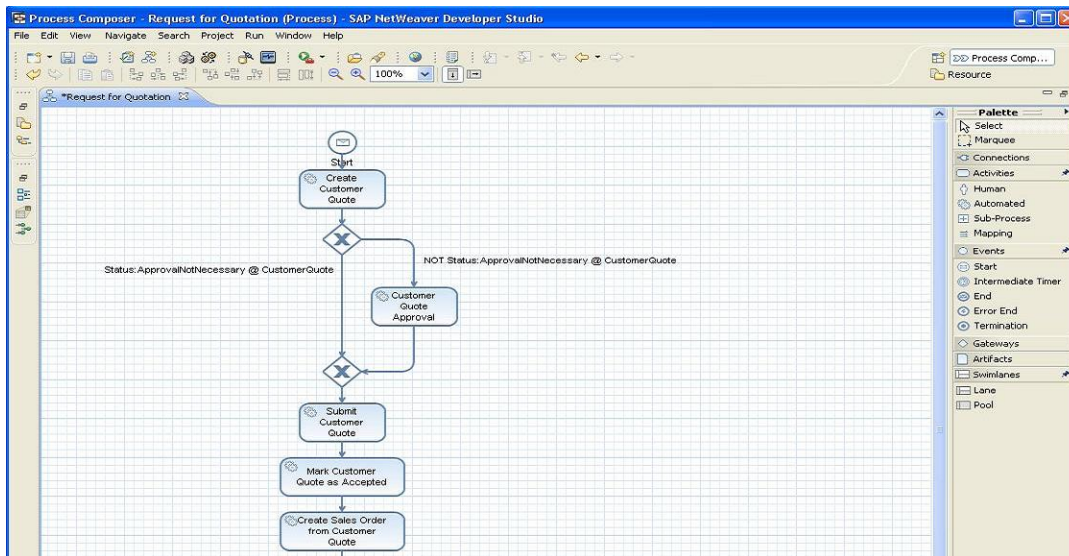 Process Composer - Request for Quotation (Process) - SAP NetWeaver Developer Studio
File Edit View Navigate Search Project Run Window Help
100%
Process Comp...
Resource
*Request for Quotation
Palette
Select
Marquee
Connections
Activities
Human
Automated
Sub-Process
Mapping
Events
Start
Intermediate Timer
End
Error End
Termination
Gateways
Artifacts
Swimlanes
Lane
Pool
Start
Create
Customer
Quote
Status:ApprovalNotNecessary @ CustomerQuote
NOT Status:ApprovalNotNecessary @ CustomerQuote
Customer
Quote
Approval
Submit
Customer
Quote
Mark Customer
Quote as Accepted
Create Sales Order
from Customer
Quote